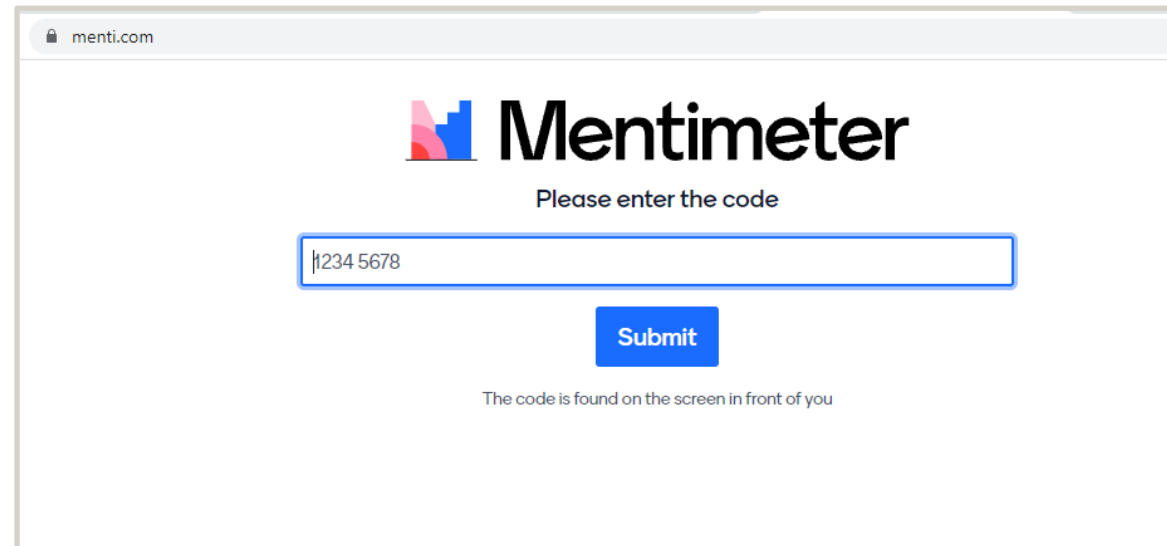 menti.com
Mentimeter
Please enter the code
1234 5678
Submit
The code is found on the screen in front of you